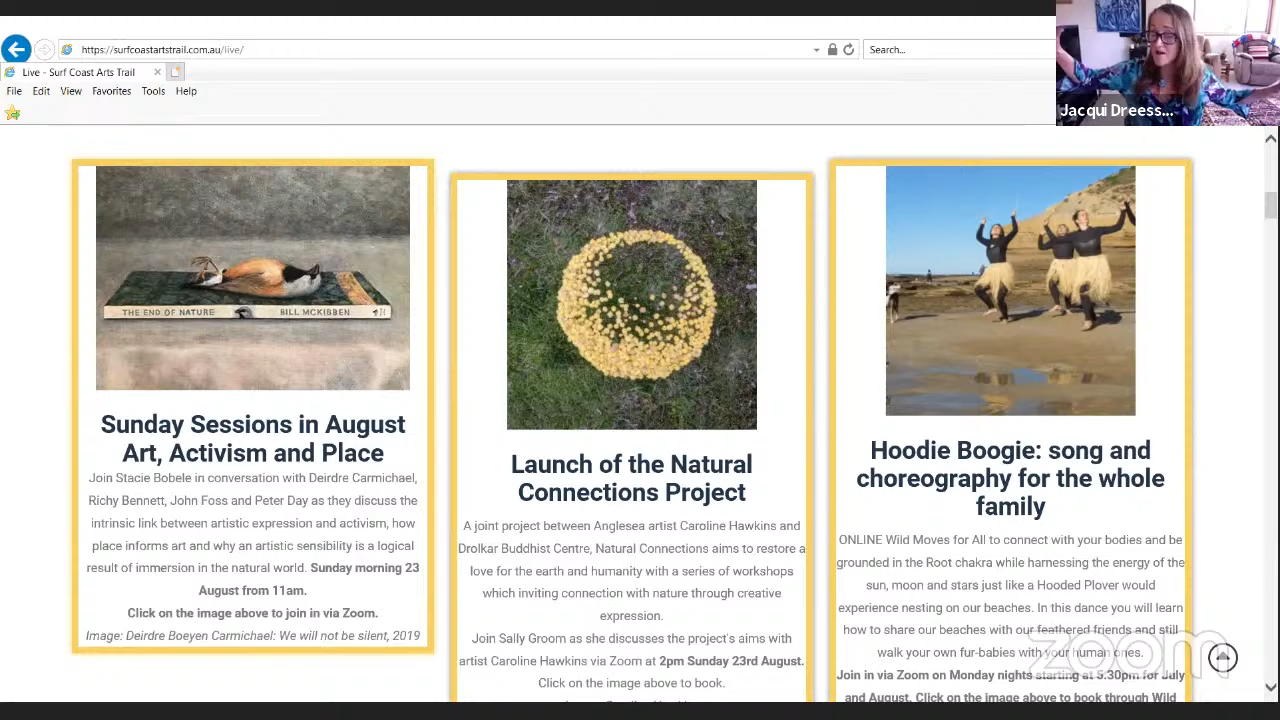 https://surfcoastartstrail.com.au/live/
Search...
Live - Surf Coast Arts Trail
File Edit View Favorites Tools Help
Jacqui Dreess...
THE END OF NATURE BILL MCKIBBEN
Sunday Sessions in August
Art, Activism and Place
Join Stacie Bobele in conversation with Deirdre Carmichael,
Richy Bennett, John Foss and Peter Day as they discuss the
intrinsic link between artistic expression and activism, how
place informs art and why an artistic sensibility is a logical
result of immersion in the natural world. Sunday morning 23
August from 11am.
Click on the image above to join in via Zoom.
Image: Deirdre Boeyen Carmichael: We will not be silent, 2019
Launch of the Natural
Connections Project
A joint project between Anglesea artist Caroline Hawkins and
Drolkar Buddhist Centre, Natural Connections aims to restore a
love for the earth and humanity with a series of workshops
which inviting connection with nature through creative
expression.
Join Sally Groom as she discusses the project's aims with
artist Caroline Hawkins via Zoom at 2pm Sunday 23rd August.
Click on the image above to book.
Hoodie Boogie: song and
choreography for the whole
family
ONLINE Wild Moves for All to connect with your bodies and be
grounded in the Root chakra while harnessing the energy of the
sun, moon and stars just like a Hooded Plover would
experience nesting on our beaches. In this dance you will learn
how to share our beaches with our feathered friends and still
walk your own fur-babies with your human ones.
Join in via Zoom on Monday nights starting at 5:30pm for July
and August. Click on the image above to book through Wild
zoom